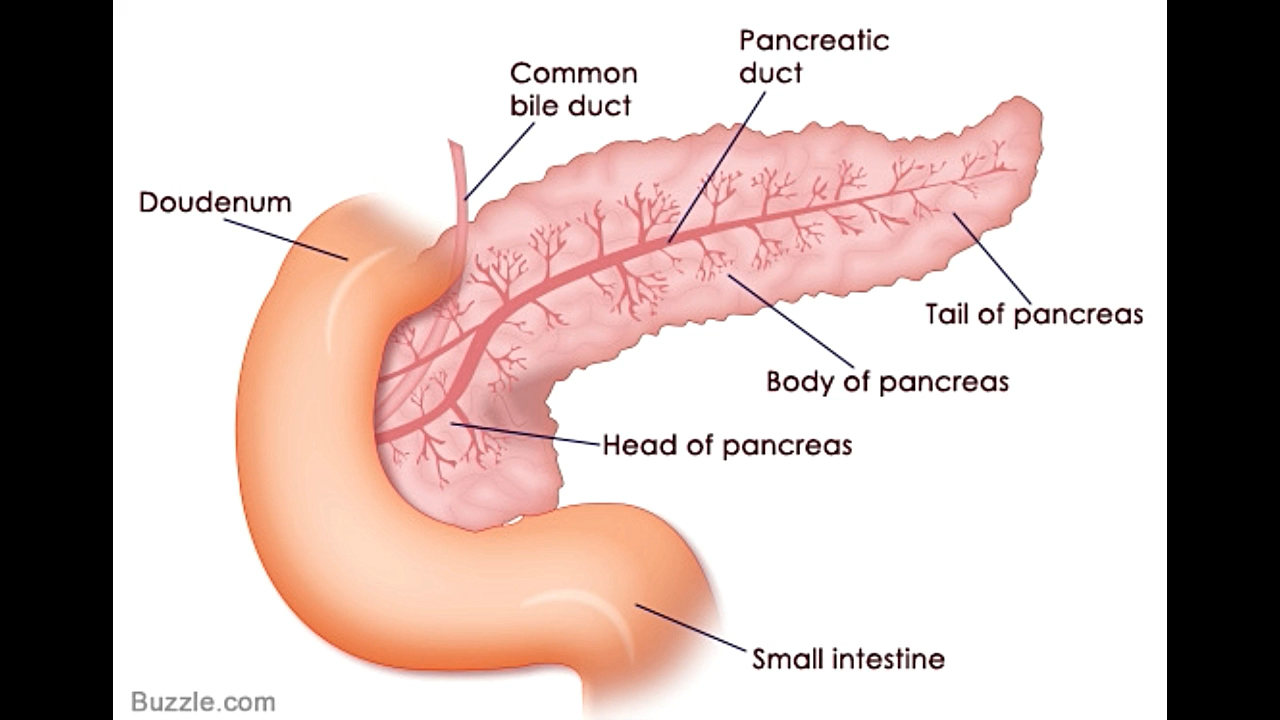 Pancreatic
duct
Common
bile duct
Doudenum
Tail of pancreas
Body of pancreas
Head of pancreas
Small intestine
Buzzle.com